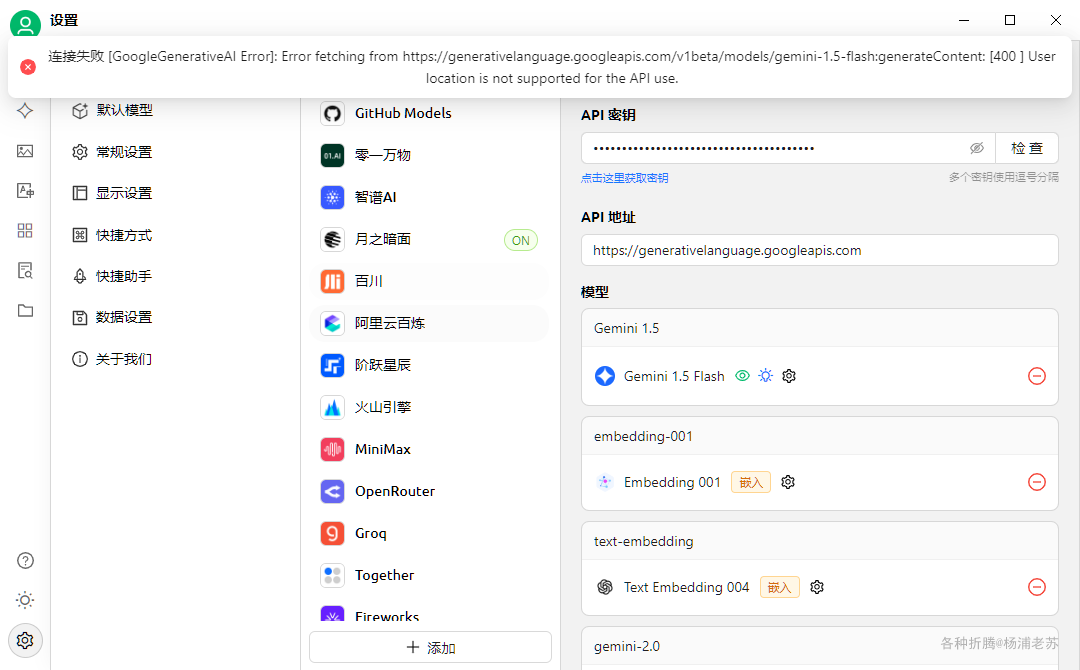 设置
连接失败 [GoogleGenerativeAI Error]: Error fetching from https://generativelanguage.googleapis.com/v1beta/models/gemini-1.5-flash:generateContent: [400 ] User
location is not supported for the API use.
默认模型
常规设置
显示设置
快捷方式
快捷助手
数据设置
关于我们
GitHub Models
01.AI 零一万物
智谱AI
月之暗面 ON
百川
阿里云百炼
阶跃星辰
火山引擎
MiniMax
OpenRouter
Groq
Together
Fireworks
添加
API 密钥
••••••••••••••••••••••••••••••••••••••• 检 查
点击这里获取密钥 多个密钥使用逗号分隔
API 地址
https://generativelanguage.googleapis.com
模型
Gemini 1.5
Gemini 1.5 Flash
embedding-001
Embedding 001 嵌入
text-embedding
Text Embedding 004 嵌入
gemini-2.0
各种折腾@杨浦老苏